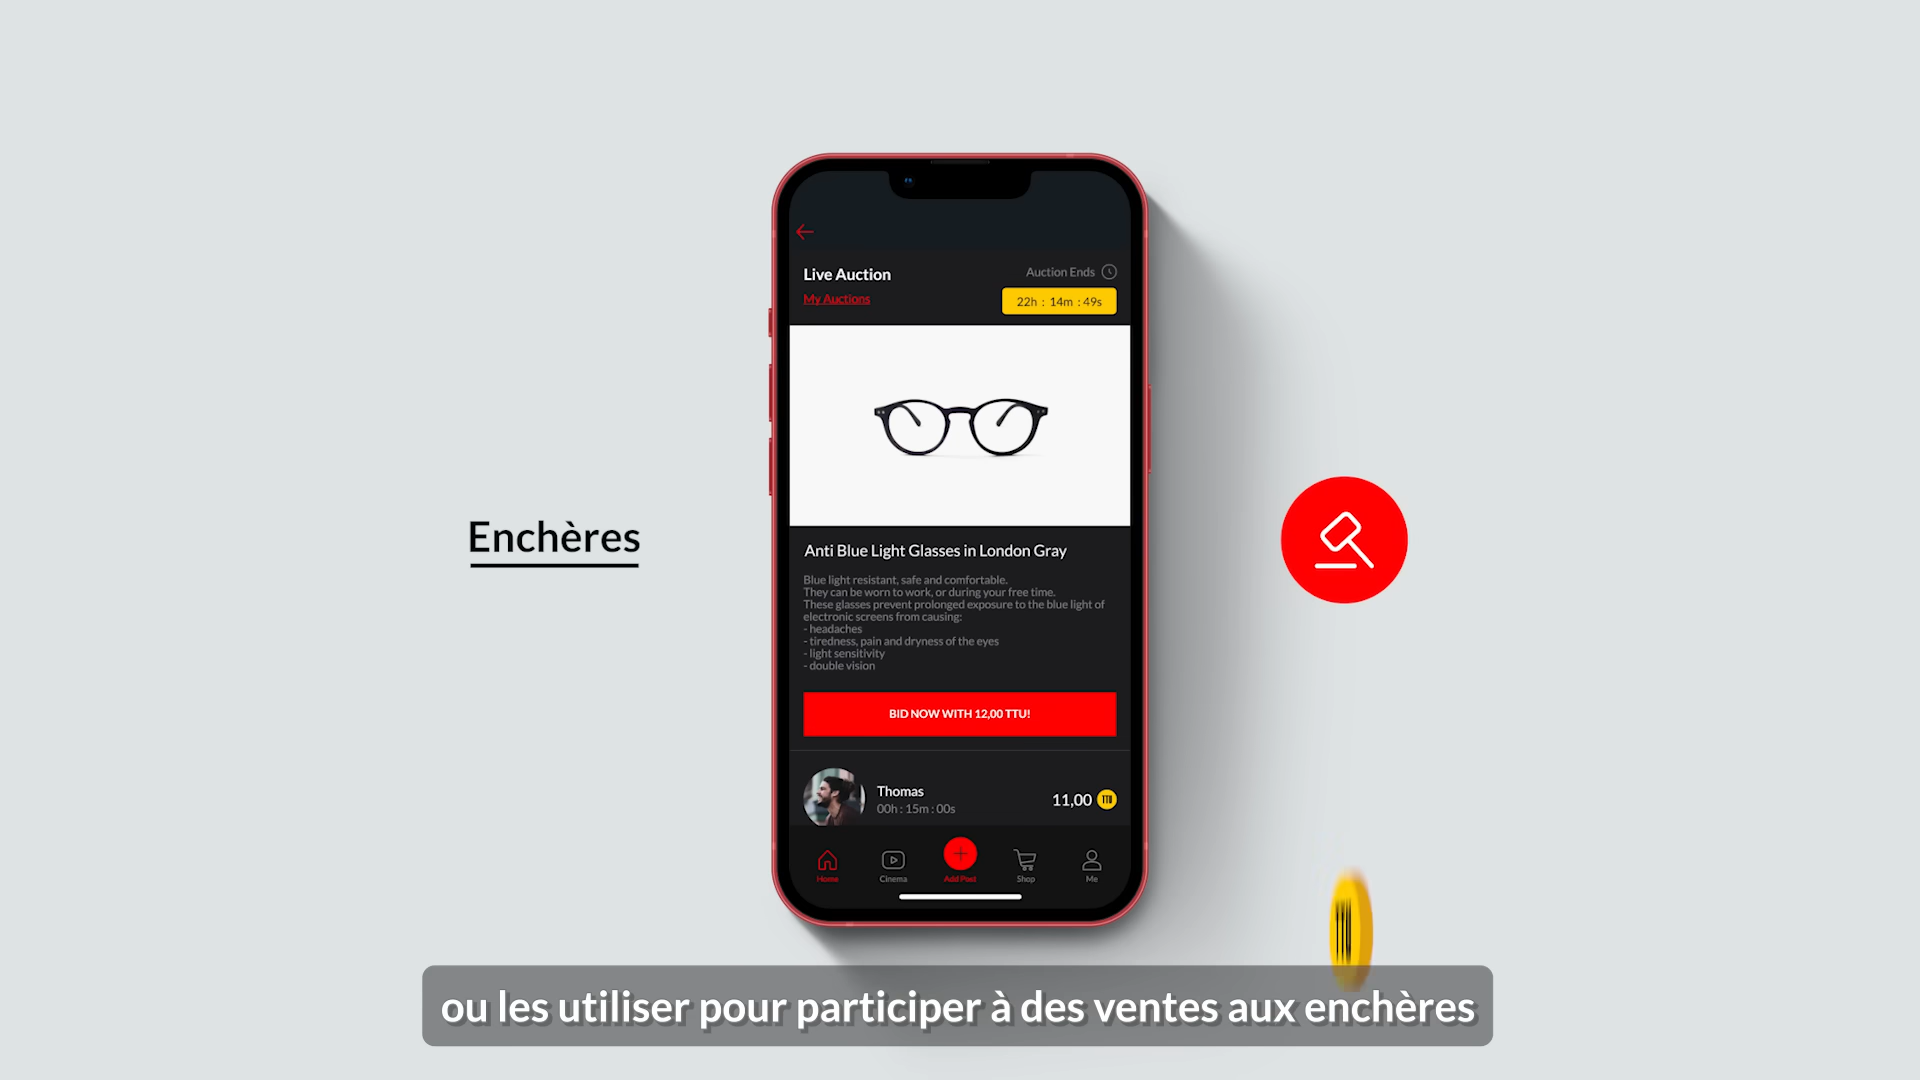 Live Auction
Auction Ends
My Auctions
22h : 14m : 49s
Enchères
Anti Blue Light Glasses in London Gray
Blue light resistant, safe and comfortable.
They can be worn to work, or during your free time.
These glasses prevent prolonged exposure to the blue light of
electronic screens from causing:
- headaches
- tiredness, pain and dryness of the eyes
- light sensitivity
- double vision
BID NOW WITH 12,00 TTU!
Thomas
00h : 15m : 00s
11,00 TTU
Home
Cinema
Add Post
Shop
Me
ou les utiliser pour participer à des ventes aux enchères